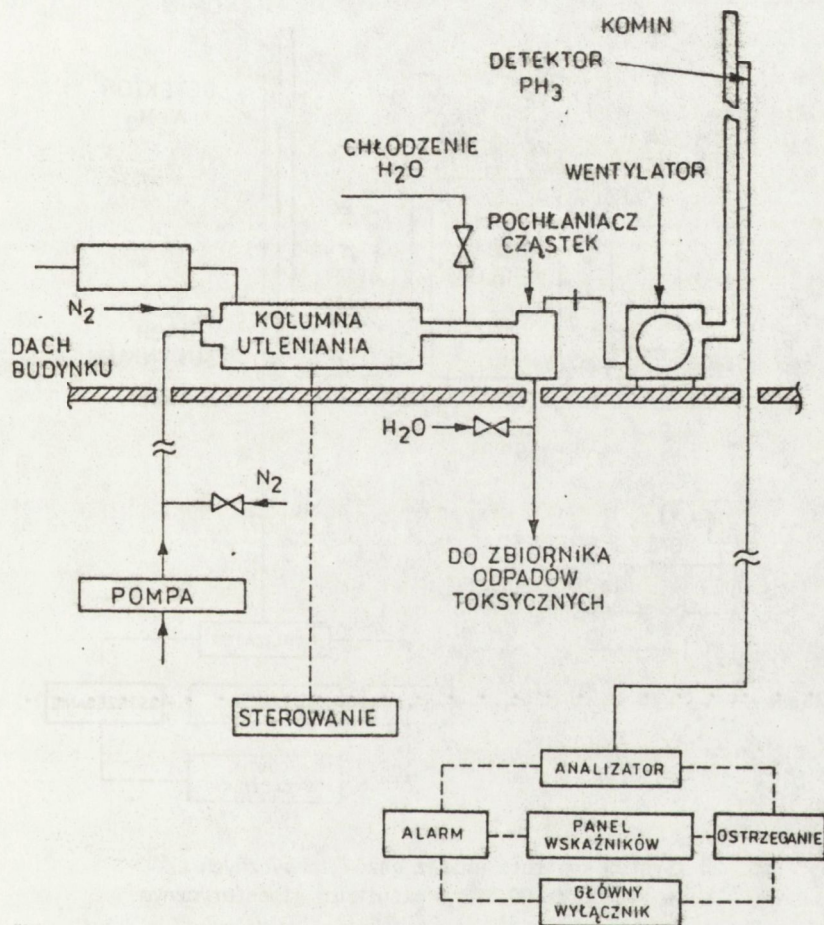 KOMIN
DETEKTOR
PH3
CHŁODZENIE
H2O
WENTYLATOR
POCHŁANIACZ
CZĄSTEK
N2
KOLUMNA
UTLENIANIA
DACH
BUDYNKU
H2O
N2
DO ZBIORNIKA
ODPADÓW
TOKSYCZNYCH
POMPA
STEROWANIE
ANALIZATOR
ALARM
PANEL
WSKAŹNIKÓW
OSTRZEGANIE
GŁÓWNY
WYŁĄCZNIK